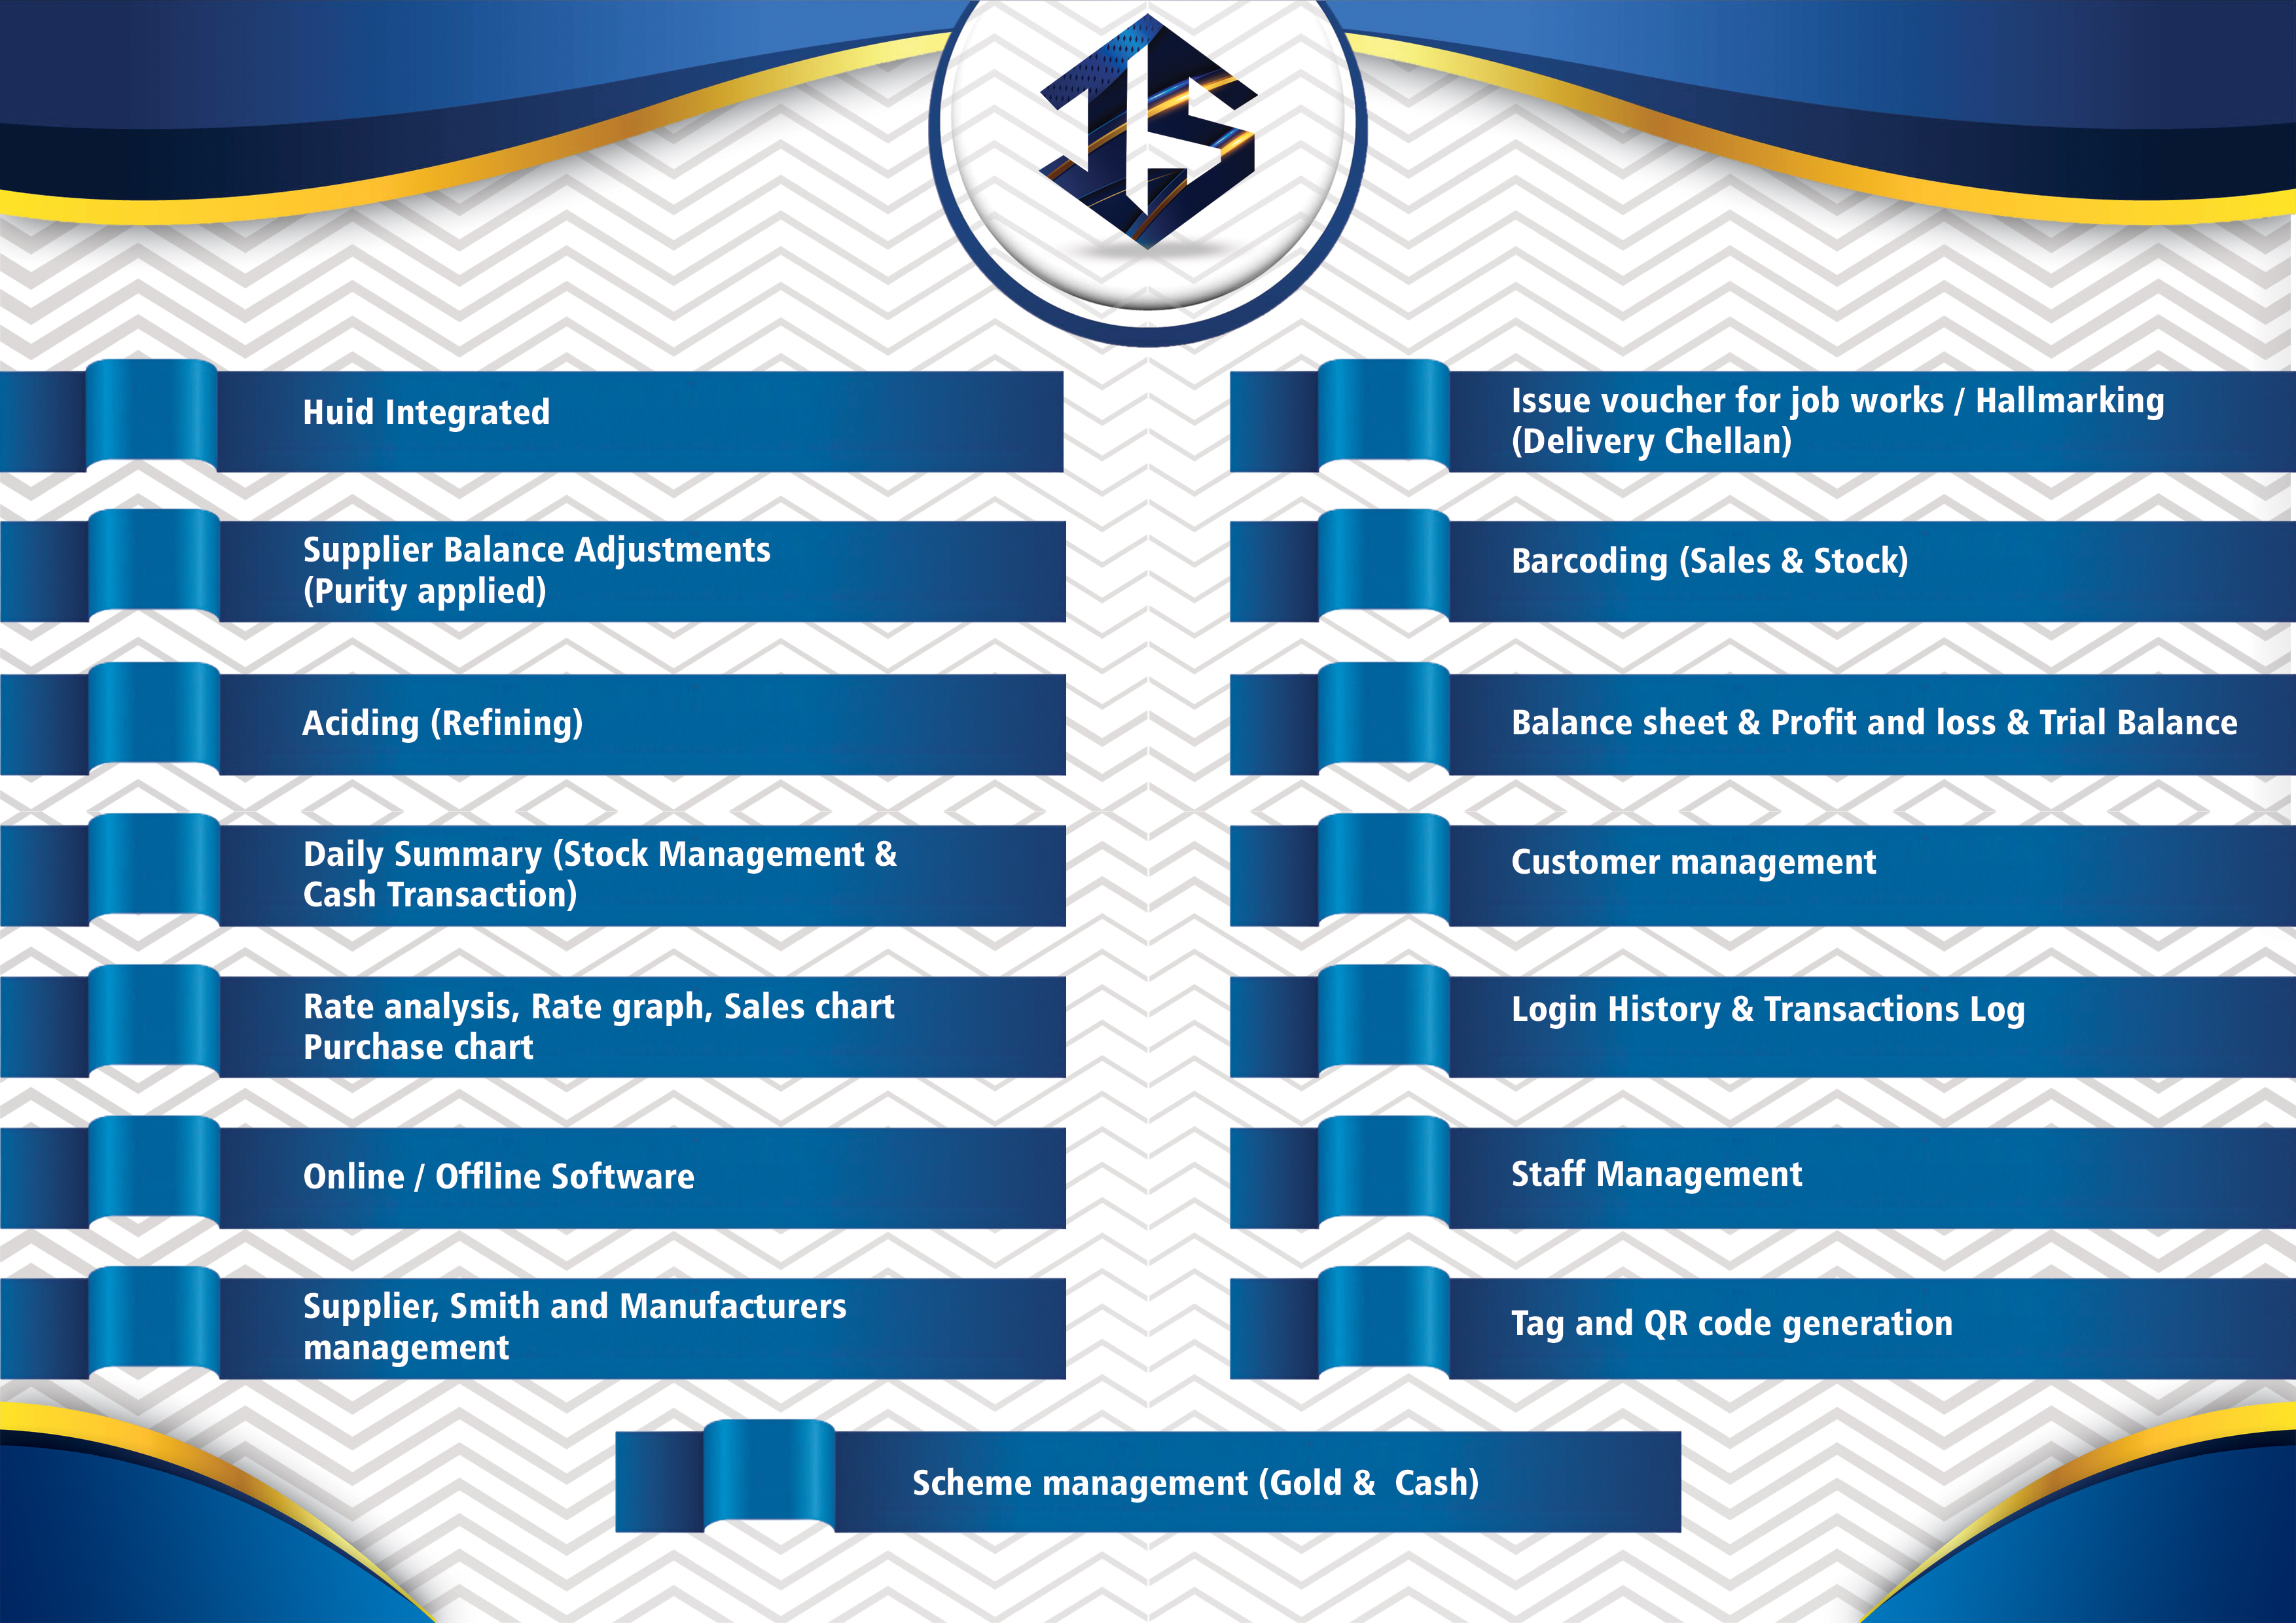 JS
Huid Integrated
Supplier Balance Adjustments
(Purity applied)
Aciding (Refining)
Daily Summary (Stock Management &
Cash Transaction)
Rate analysis, Rate graph, Sales chart
Purchase chart
Online / Offline Software
Supplier, Smith and Manufacturers
management
Issue voucher for job works / Hallmarking
(Delivery Chellan)
Barcoding (Sales & Stock)
Balance sheet & Profit and loss & Trial Balance
Customer management
Login History & Transactions Log
Staff Management
Tag and QR code generation
Scheme management (Gold &  Cash)